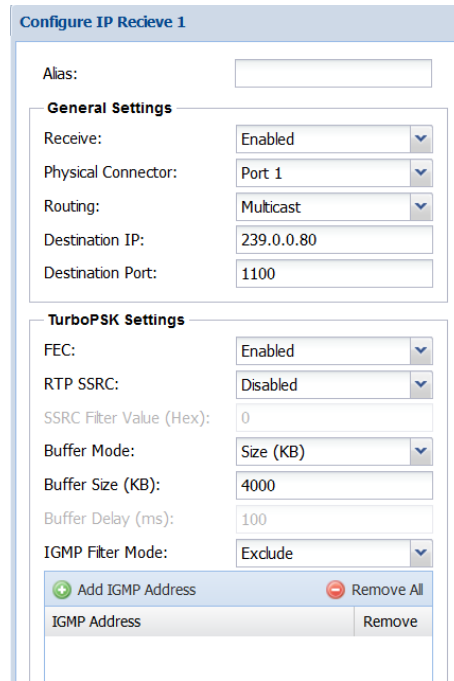 Configure IP Recieve 1
Alias:
General Settings
Receive: Enabled
Physical Connector: Port 1
Routing: Multicast
Destination IP: 239.0.0.80
Destination Port: 1100
TurboPSK Settings
FEC: Enabled
RTP SSRC: Disabled
SSRC Filter Value (Hex): 0
Buffer Mode: Size (KB)
Buffer Size (KB): 4000
Buffer Delay (ms): 100
IGMP Filter Mode: Exclude
Add IGMP Address Remove All
IGMP Address Remove